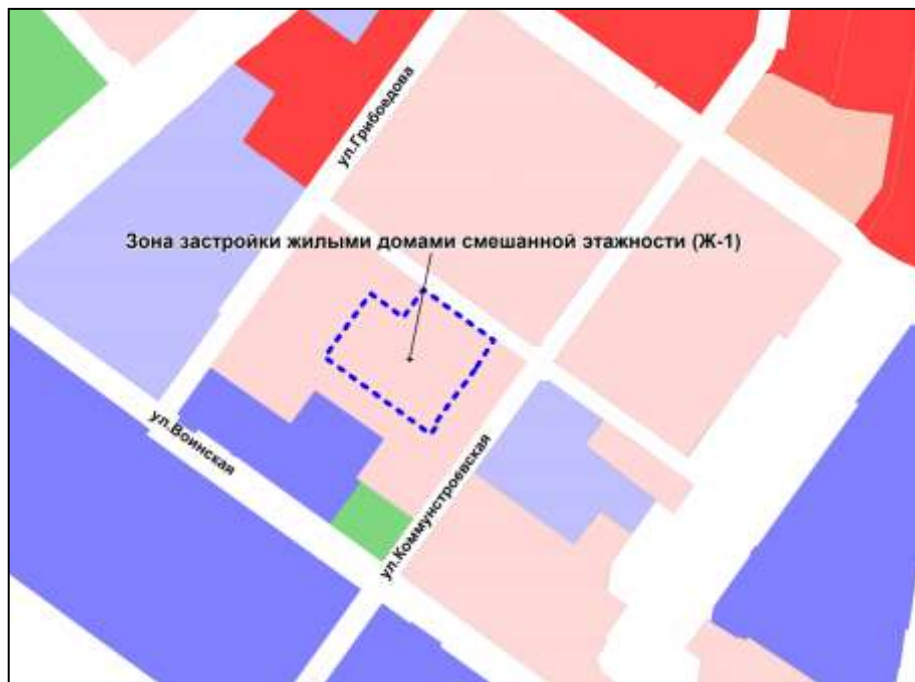 ул.Грибоедова
Зона застройки жилыми домами смешанной этажности (Ж-1)
ул.Воинская
ул.Коммунстроевская